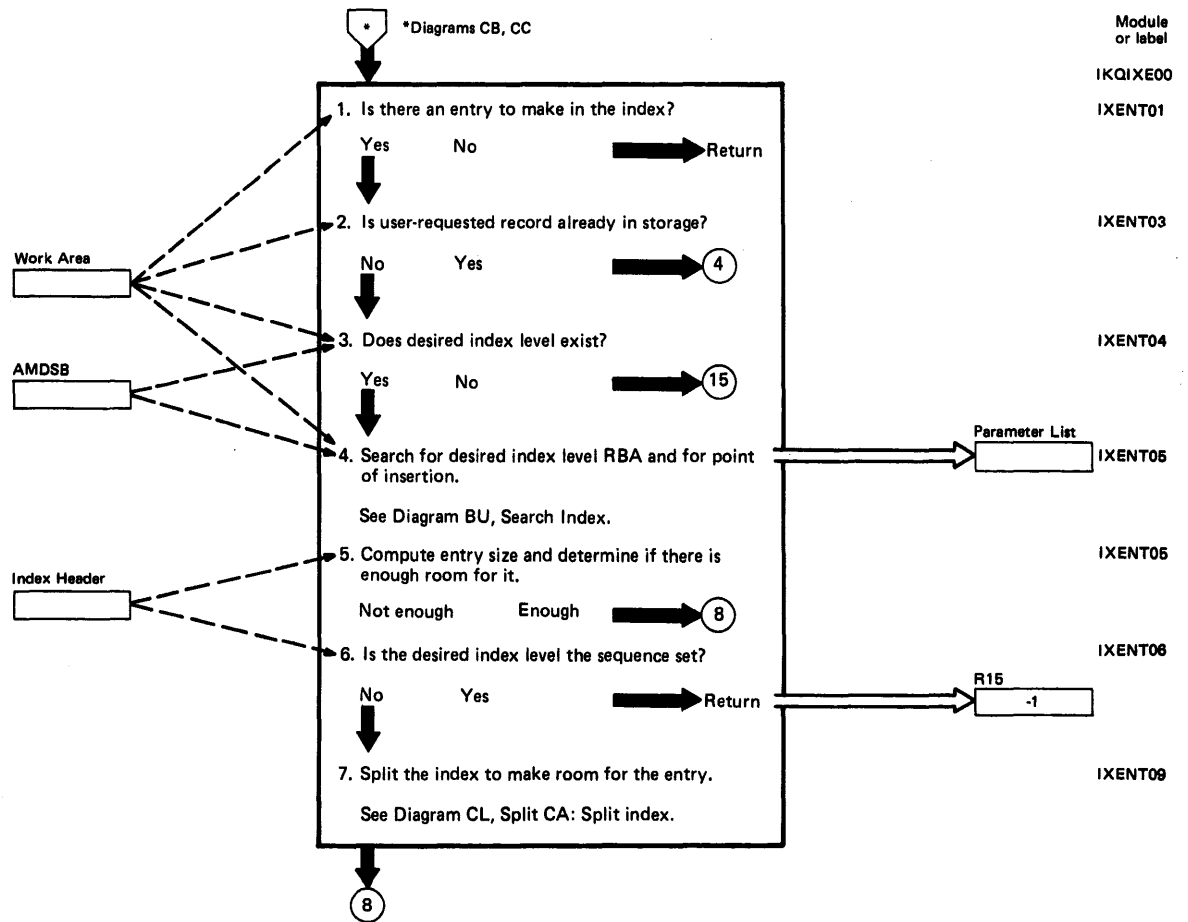 *
*Diagrams CB, CC
Module
or label
IKQIXE00
1. Is there an entry to make in the index?
IXENT01
Yes No Return
2. Is user-requested record already in storage?
IXENT03
Work Area
No Yes 4
3. Does desired index level exist?
IXENT04
AMDSB
Yes No 15
Parameter List
4. Search for desired index level RBA and for point
of insertion.
IXENT05
See Diagram BU, Search Index.
5. Compute entry size and determine if there is
enough room for it.
IXENT05
Index Header
Not enough Enough 8
6. Is the desired index level the sequence set?
IXENT06
R15
No Yes Return
-1
7. Split the index to make room for the entry.
IXENT09
See Diagram CL, Split CA: Split index.
8